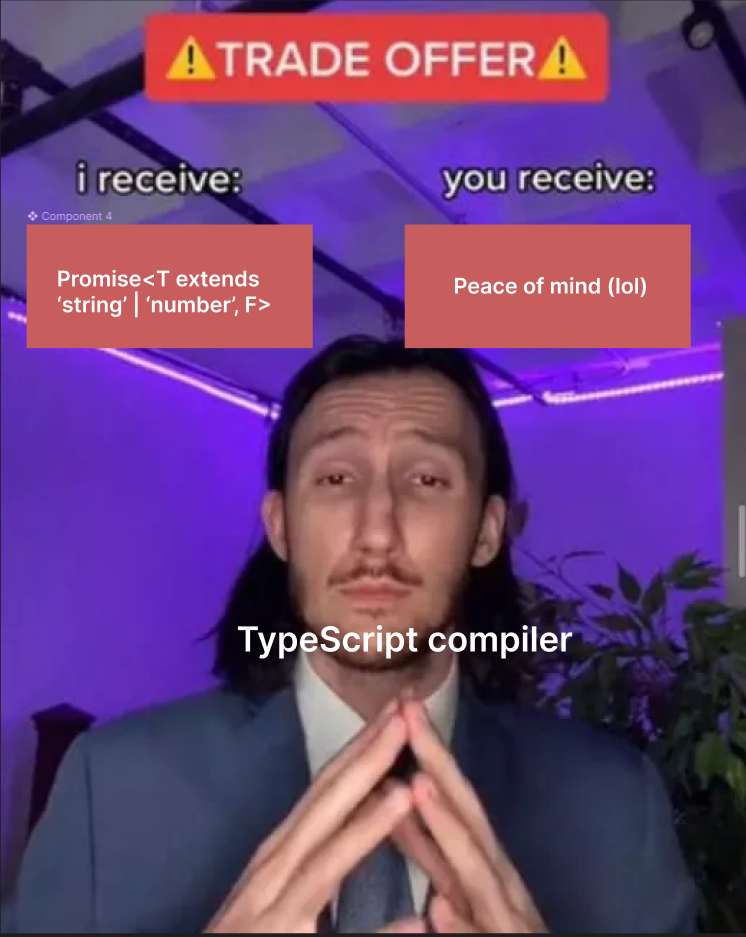 ⚠️TRADE OFFER⚠️
i receive:
you receive:
Component 4
Promise<T extends
‘string’ | ‘number’, F>
Peace of mind (lol)
TypeScript compiler